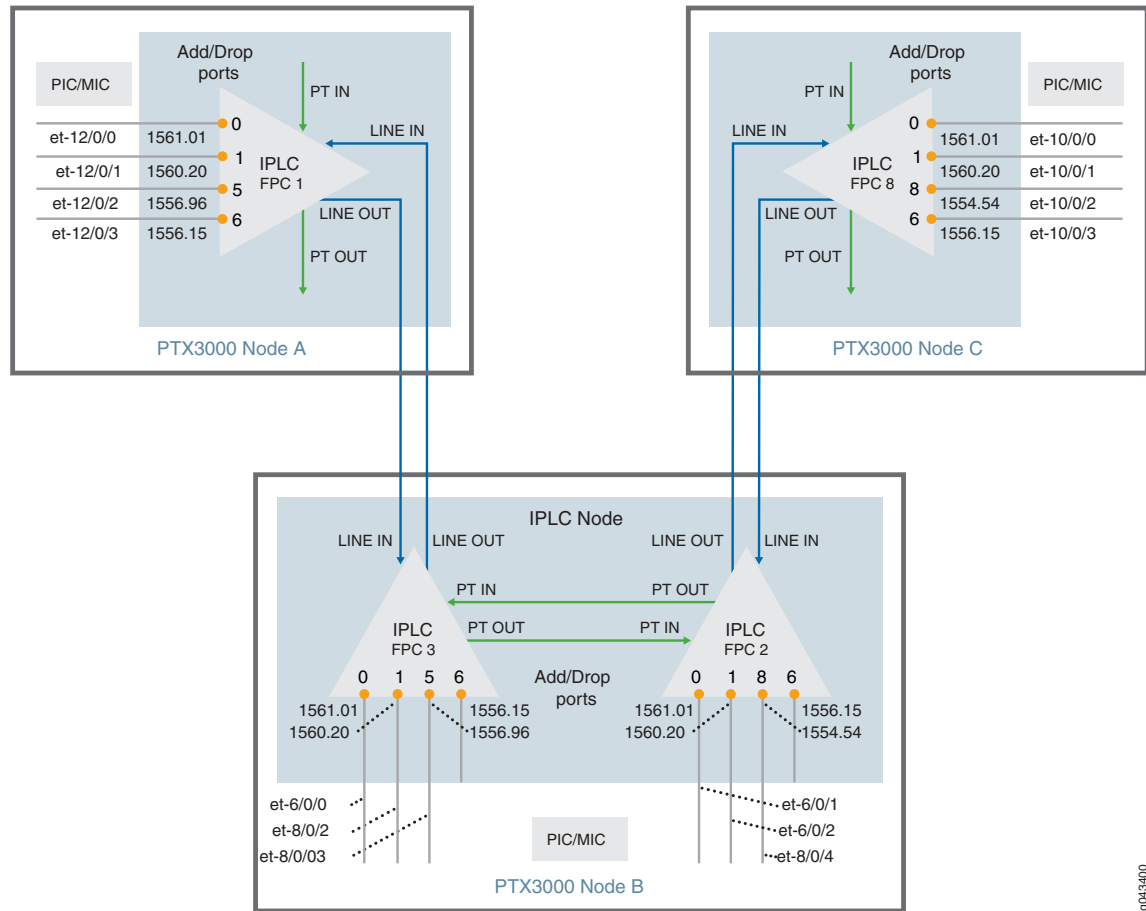 Add/Drop
ports
PIC/MIC
PT IN
LINE IN
0
et-12/0/0
1561.01
1
IPLC
FPC 1
et-12/0/1
1560.20
5
et-12/0/2
1556.96
LINE OUT
6
et-12/0/3
1556.15
PT OUT
PTX3000 Node A
Add/Drop
ports
PIC/MIC
PT IN
LINE IN
0
1561.01
et-10/0/0
1
IPLC
FPC 8
1560.20
et-10/0/1
8
LINE OUT
1554.54
et-10/0/2
6
1556.15
et-10/0/3
PT OUT
PTX3000 Node C
IPLC Node
LINE IN
LINE OUT
LINE OUT
LINE IN
PT IN
PT OUT
PT OUT
PT IN
IPLC
FPC 3
IPLC
FPC 2
0 1 5 6
Add/Drop
ports
0 1 8 6
1561.01
1556.15
1560.20
1556.96
1561.01
1556.15
1560.20
1554.54
et-6/0/0
et-8/0/2
et-8/0/03
et-6/0/1
et-6/0/2
et-8/0/4
PIC/MIC
PTX3000 Node B
g043400